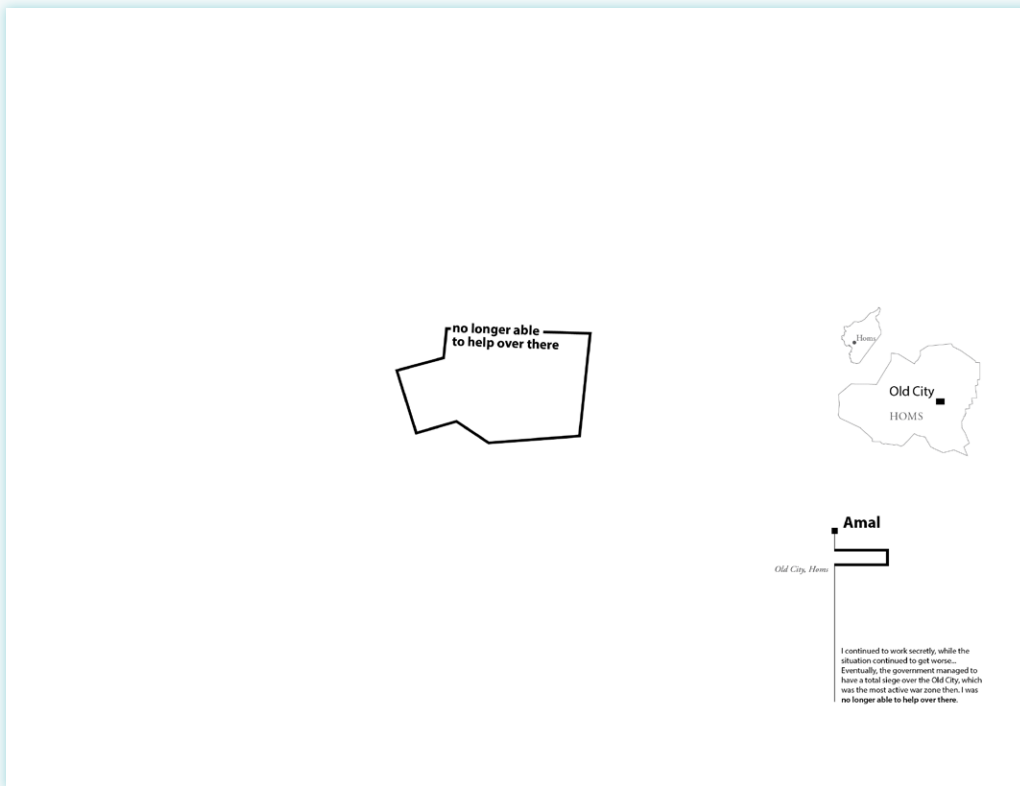 no longer able
to help over there
Homs
Old City
HOMS
Amal
Old City, Homs
I continued to work secretly, while the
situation continued to get worse...
Eventually, the government managed to
have a total siege over the Old City, which
was the most active war zone then. I was
no longer able to help over there.